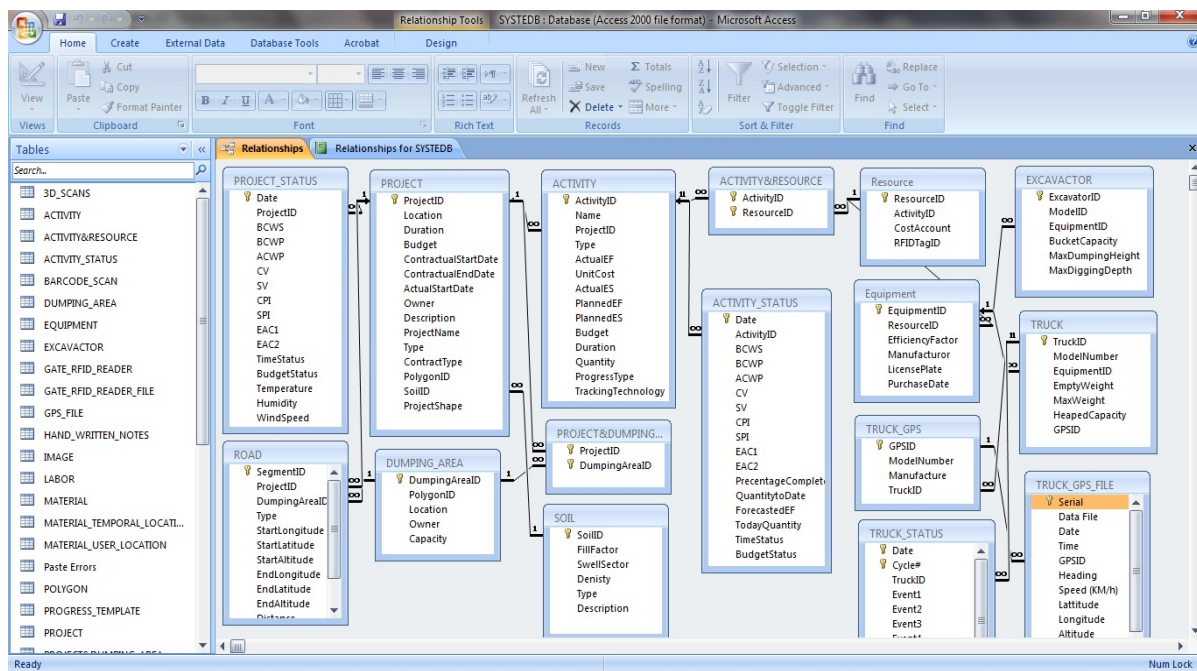 Relationship Tools SYSTEDB : Database (Access 2000 file format) - Microsoft Access
Home Create External Data Database Tools Acrobat Design
View
Views
Paste
Cut
Copy
Format Painter
Clipboard
B I U A
Font
Rich Text
Refresh All
New
Save
Delete
Σ Totals
Spelling
More
Records
Filter
Selection
Advanced
Toggle Filter
Sort & Filter
Find
Replace
Go To
Select
Find
Tables
Search...
3D_SCANS
ACTIVITY
ACTIVITY&RESOURCE
ACTIVITY_STATUS
BARCODE_SCAN
DUMPING_AREA
EQUIPMENT
EXCAVACTOR
GATE_RFID_READER
GATE_RFID_READER_FILE
GPS_FILE
HAND_WRITTEN_NOTES
IMAGE
LABOR
MATERIAL
MATERIAL_TEMPORAL_LOCATI...
MATERIAL_USER_LOCATION
Paste Errors
POLYGON
PROGRESS_TEMPLATE
PROJECT
Relationships
Relationships for SYSTEDB
PROJECT_STATUS
Date
ProjectID
BCWS
BCWP
ACWP
CV
SV
CPI
SPI
EAC1
EAC2
TimeStatus
BudgetStatus
Temperature
Humidity
WindSpeed
ROAD
SegmentID
ProjectID
DumpingAreaID
Type
StartLongitude
StartLatitude
StartAltitude
EndLongitude
EndLatitude
EndAltitude
Distance
PROJECT
ProjectID
Location
Duration
Budget
ContractualStartDate
ContractualEndDate
ActualStartDate
Owner
Description
ProjectName
Type
ContractType
PolygonID
SoilID
ProjectShape
DUMPING_AREA
DumpingAreaID
PolygonID
Location
Owner
Capacity
ACTIVITY
ActivityID
Name
ProjectID
Type
ActualEF
UnitCost
ActualES
PlannedEF
PlannedES
Budget
Duration
Quantity
ProgressType
TrackingTechnology
PROJECT&DUMPING...
ProjectID
DumpingAreaID
SOIL
SoilID
FillFactor
SwellSector
Denisty
Type
Description
ACTIVITY&RESOURCE
ActivityID
ResourceID
ACTIVITY_STATUS
Date
ActivityID
BCWS
BCWP
ACWP
CV
SV
CPI
SPI
EAC1
EAC2
PrecentageComplet
QuantitytoDate
ForecastedEF
TodayQuantity
TimeStatus
BudgetStatus
Resource
ResourceID
ActivityID
CostAccount
RFIDTagID
Equipment
EquipmentID
ResourceID
EfficiencyFactor
Manufacturor
LicensePlate
PurchaseDate
TRUCK_GPS
GPSID
ModelNumber
Manufacture
TruckID
TRUCK_STATUS
Date
Cycle#
TruckID
Event1
Event2
Event3
EXCAVACTOR
ExcavatorID
ModelID
EquipmentID
BucketCapacity
MaxDumpingHeight
MaxDiggingDepth
TRUCK
TruckID
ModelNumber
EquipmentID
EmptyWeight
MaxWeight
HeapedCapacity
GPSID
TRUCK_GPS_FILE
Serial
Data File
Date
Time
GPSID
Heading
Speed (KM/h)
Lattitude
Longitude
Altitude
Ready
Num Lock